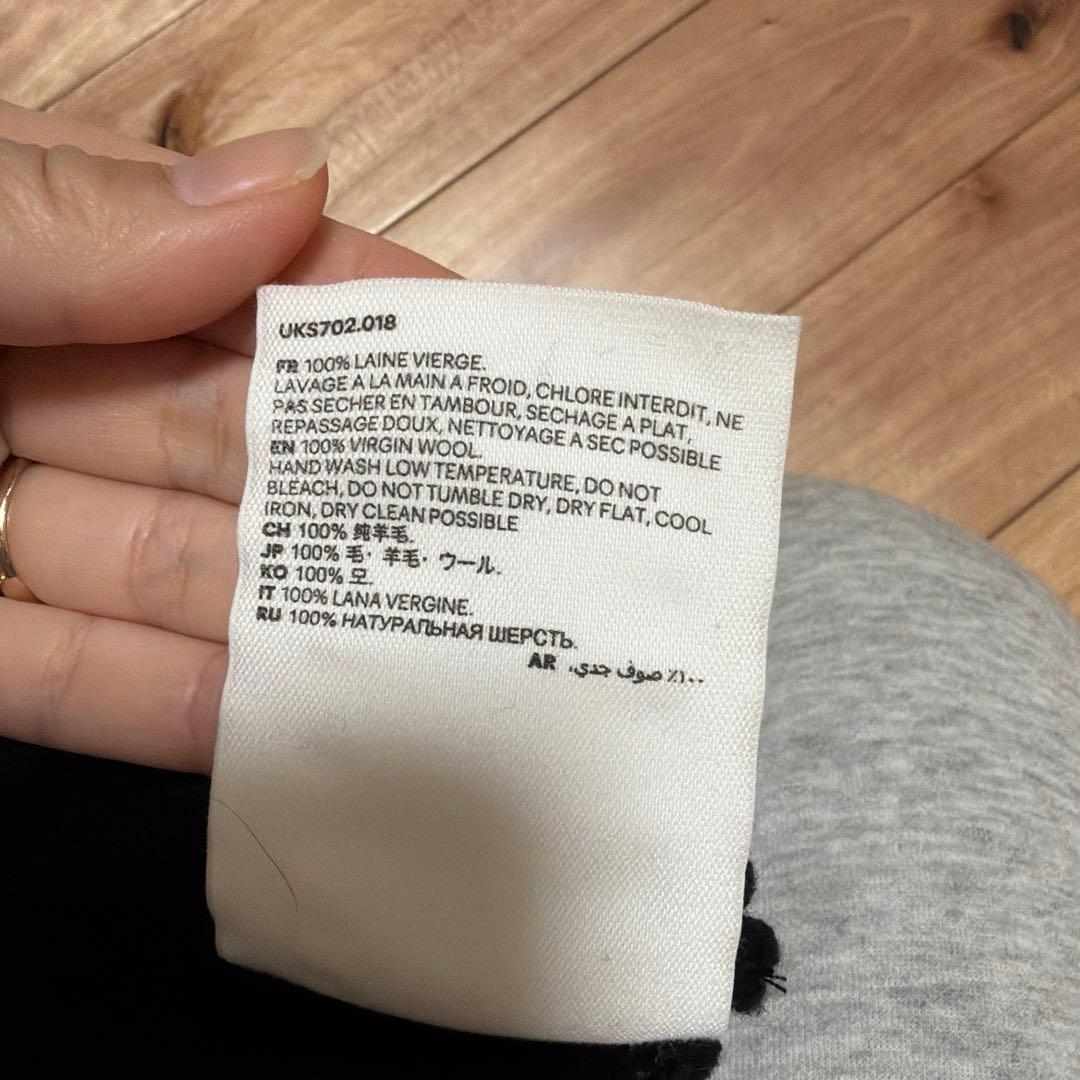 UKS702.018
FR 100% LAINE VIERGE.
LAVAGE A LA MAIN A FROID, CHLORE INTERDIT, NE
PAS SECHER EN TAMBOUR, SECHAGE A PLAT,
REPASSAGE DOUX, NETTOYAGE A SEC POSSIBLE
EN 100% VIRGIN WOOL.
HAND WASH LOW TEMPERATURE, DO NOT
BLEACH, DO NOT TUMBLE DRY, DRY FLAT, COOL
IRON, DRY CLEAN POSSIBLE
CH 100% 纯羊毛.
JP 100% 毛・羊毛・ウール.
KO 100% 모.
IT 100% LANA VERGINE.
RU 100% НАТУРАЛЬНАЯ ШЕРСТЬ.
AR ١٠٠٪ صوف جدي.